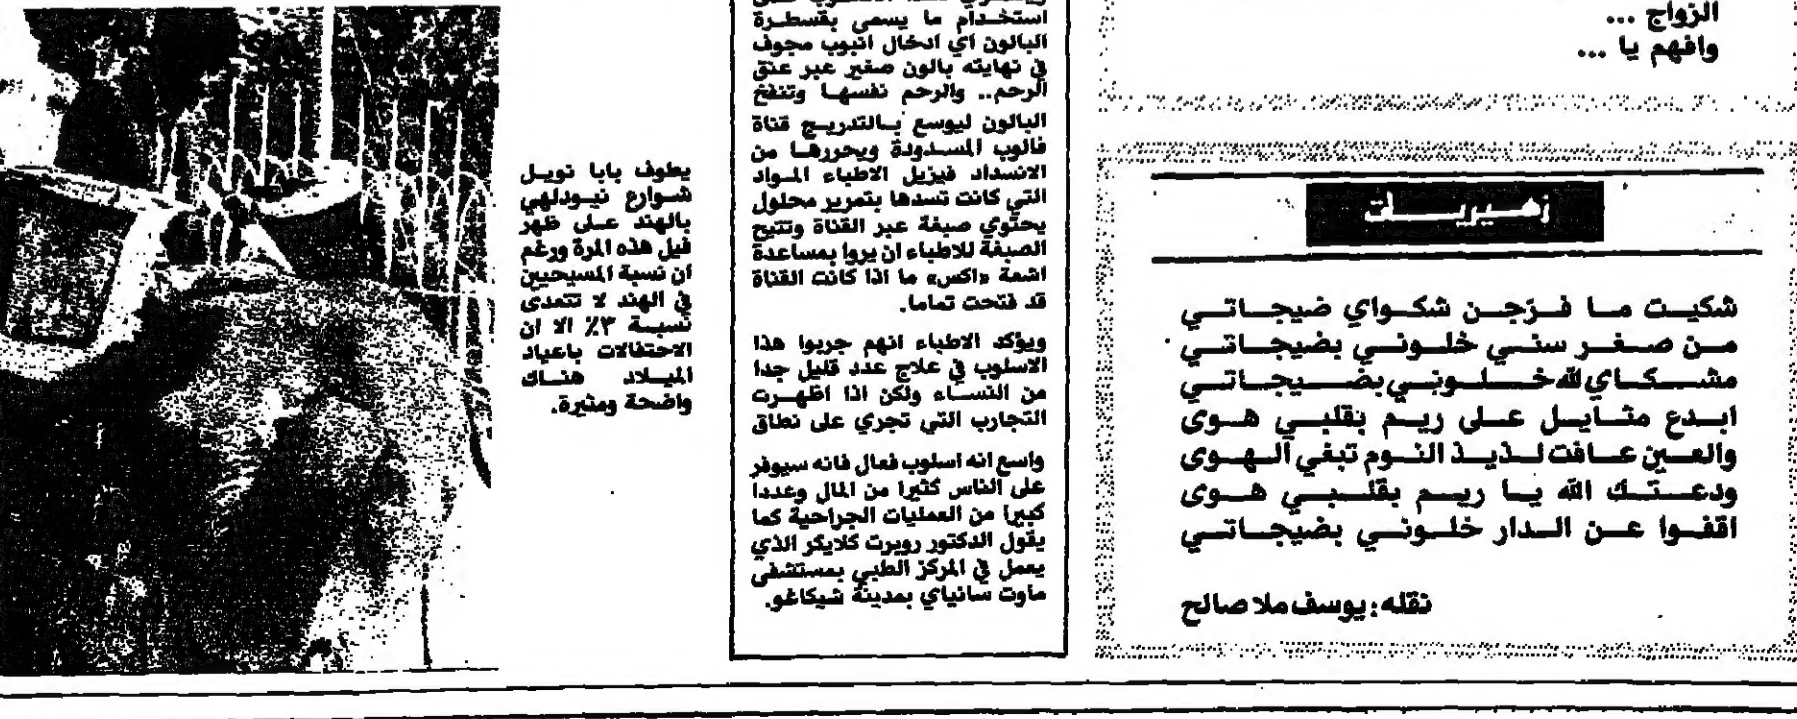 الزواج ...
وافهم يا ...
زهيريات
شكيت ما فرجن شكواي ضيجاتي
من صغر سني خلوني بضيجاتي
مشكاي لله خلوني بضيجاتي
ابدع مثايل على ريم بقلبي هوى
والعين عافت لذيذ النوم تبغي الهوى
ودعتك الله يا ريم بقلبي هوى
اقفوا عن الدار خلوني بضيجاتي
نقله : يوسف ملا صالح
استخدام ما يسمى بقسطرة
البالون اي ادخال انبوب مجوف
في نهايته بالون صغير عبر عنق
الرحم.. والرحم نفسها وتنفخ
البالون ليوسع بالتدريج قناة
فالوب المسدودة ويحررها من
الانسداد فيزيل الاطباء المواد
التي كانت تسدها بتمرير محلول
يحتوي صبغة عبر القناة وتتيح
الصبغة للاطباء ان يروا بمساعدة
اشعة «اكس» ما اذا كانت القناة
قد فتحت تماما.
ويؤكد الاطباء انهم جربوا هذا
الاسلوب في علاج عدد قليل جدا
من النساء ولكن اذا اظهرت
التجارب التي تجري على نطاق
واسع انه اسلوب فعال فانه سيوفر
على الناس كثيرا من المال وعددا
كبيرا من العمليات الجراحية كما
يقول الدكتور روبرت كلايكر الذي
يعمل في المركز الطبي بمستشفى
ماوت سانياي بمدينة شيكاغو.
يطوف بابا نويل
شوارع نيودلهي
بالهند على ظهر
فيل هذه المرة ورغم
ان نسبة المسيحيين
في الهند لا تتعدى
نسبة ٣٪ الا ان
الاحتفالات باعياد
الميلاد هناك
واضحة ومثيرة.